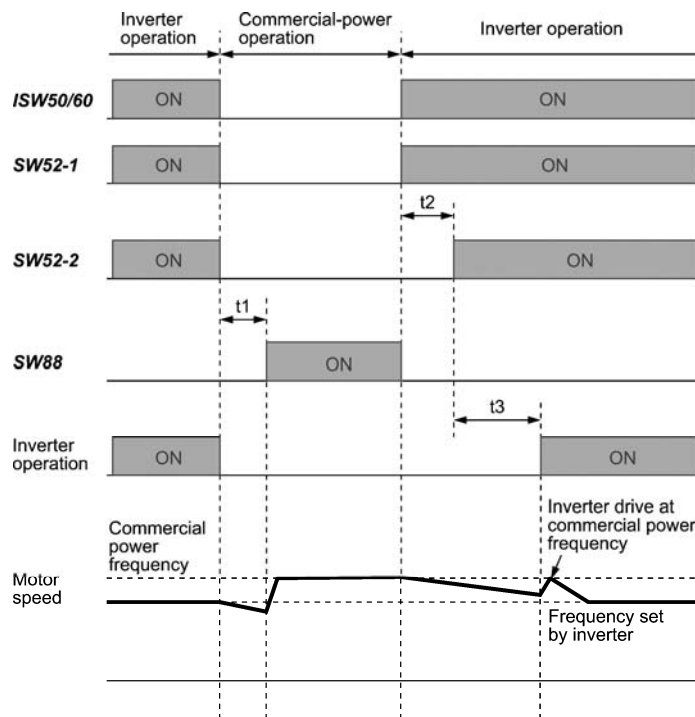 Inverter
operation
Commercial-power
operation
Inverter operation
ISW50/60
ON
ON
SW52-1
ON
ON
t2
SW52-2
ON
ON
t1
SW88
ON
t3
Inverter
operation
ON
ON
Commercial
power
frequency
Inverter drive at
commercial power
frequency
Motor
speed
Frequency set
by inverter